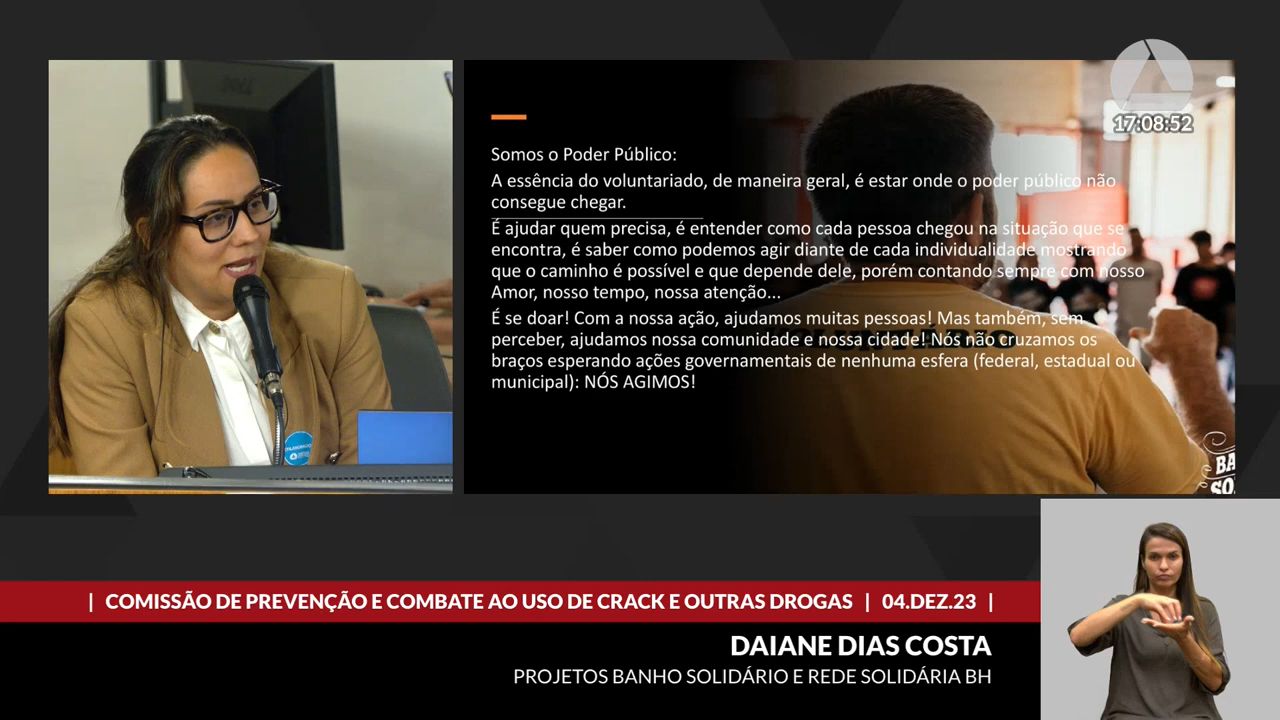 17:08:52
Somos o Poder Público:
A essência do voluntariado, de maneira geral, é estar onde o poder público não
consegue chegar.
É ajudar quem precisa, é entender como cada pessoa chegou na situação que se
encontra, é saber como podemos agir diante de cada individualidade mostrando
que o caminho é possível e que depende dele, porém contando sempre com nosso
Amor, nosso tempo, nossa atenção...
É se doar! Com a nossa ação, ajudamos muitas pessoas! Mas também, sem
perceber, ajudamos nossa comunidade e nossa cidade! Nós não cruzamos os
braços esperando ações governamentais de nenhuma esfera (federal, estadual ou
municipal): NÓS AGIMOS!
BA
SO
| COMISSÃO DE PREVENÇÃO E COMBATE AO USO DE CRACK E OUTRAS DROGAS | 04.DEZ.23 |
DAIANE DIAS COSTA
PROJETOS BANHO SOLIDÁRIO E REDE SOLIDÁRIA BH